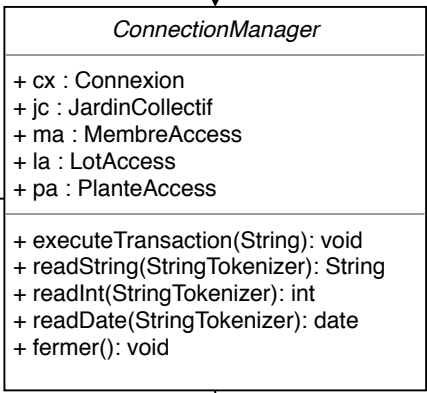 ConnectionManager
+ cx : Connexion
+ jc : JardinCollectif
+ ma : MembreAccess
+ la : LotAccess
+ pa : PlanteAccess
+ executeTransaction(String): void
+ readString(StringTokenizer): String
+ readInt(StringTokenizer): int
+ readDate(StringTokenizer): date
+ fermer(): void